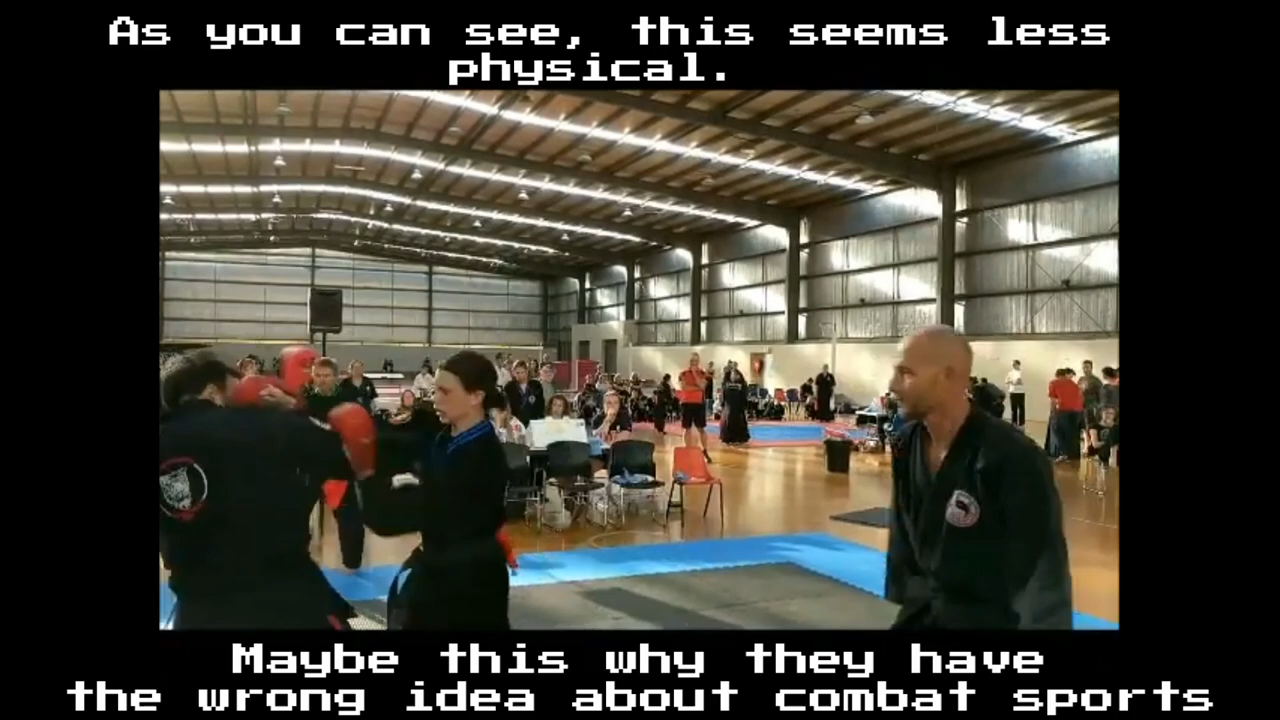 As you can see, this seems less
physical.
Maybe this why they have
the wrong idea about combat sports